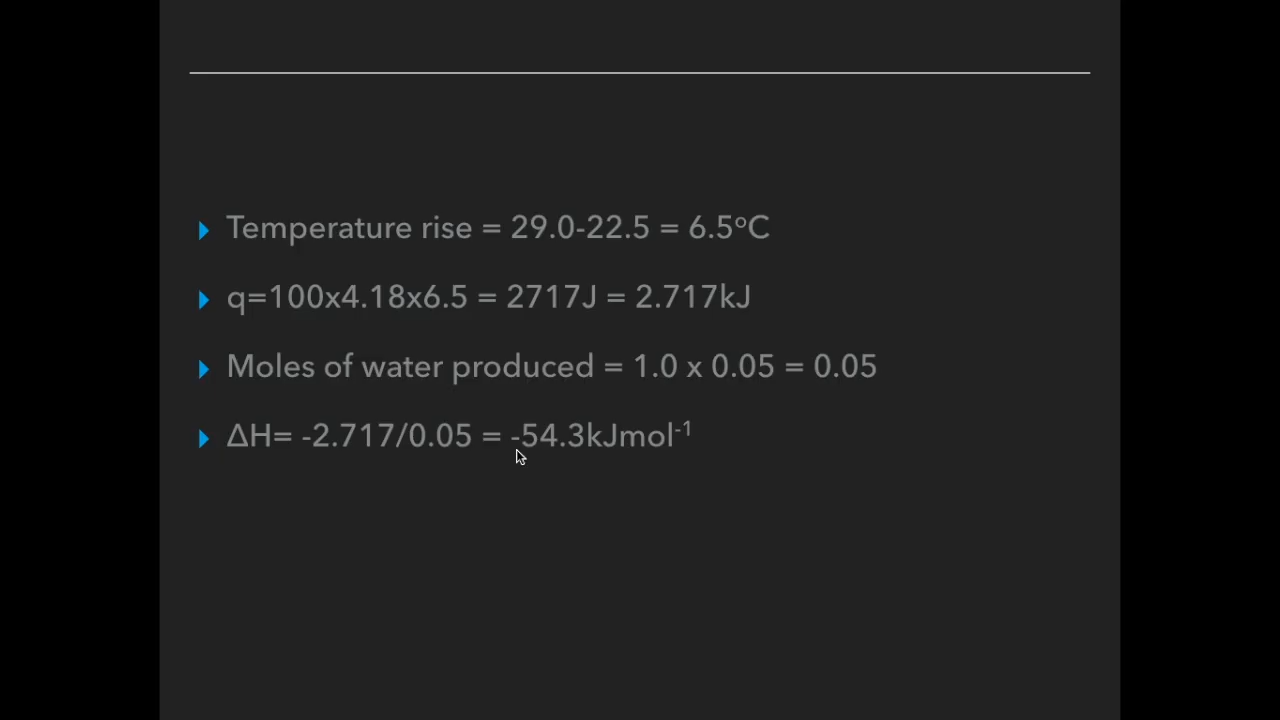 Temperature rise = 29.0-22.5 = 6.5°C
q=100x4.18x6.5 = 2717J = 2.717kJ
Moles of water produced = 1.0 x 0.05 = 0.05
ΔH= -2.717/0.05 = -54.3kJmol⁻¹